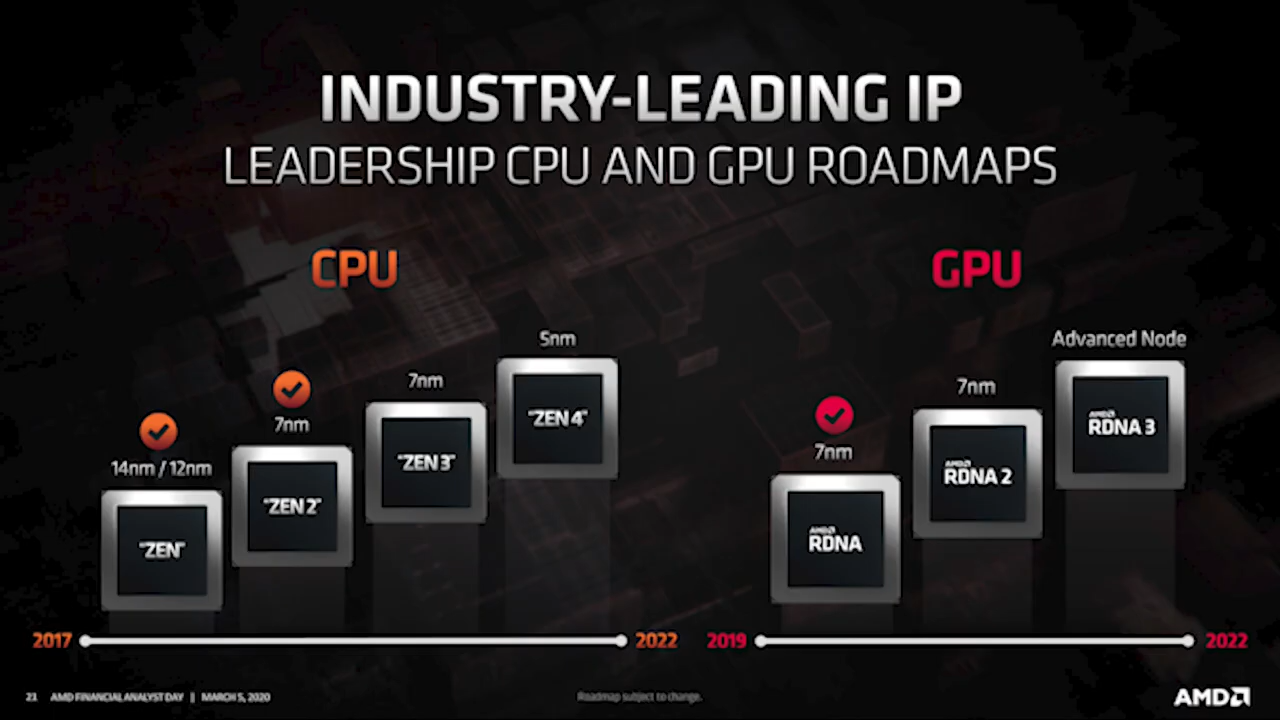 INDUSTRY-LEADING IP
LEADERSHIP CPU AND GPU ROADMAPS
CPU
14nm / 12nm
"ZEN"
7nm
"ZEN 2"
7nm
"ZEN 3"
5nm
"ZEN 4"
2017
2022
GPU
7nm
AMD
RDNA
7nm
AMD
RDNA 2
Advanced Node
AMD
RDNA 3
2019
2022
21 AMD FINANCIAL ANALYST DAY | MARCH 5, 2020
Roadmap subject to change.
AMD